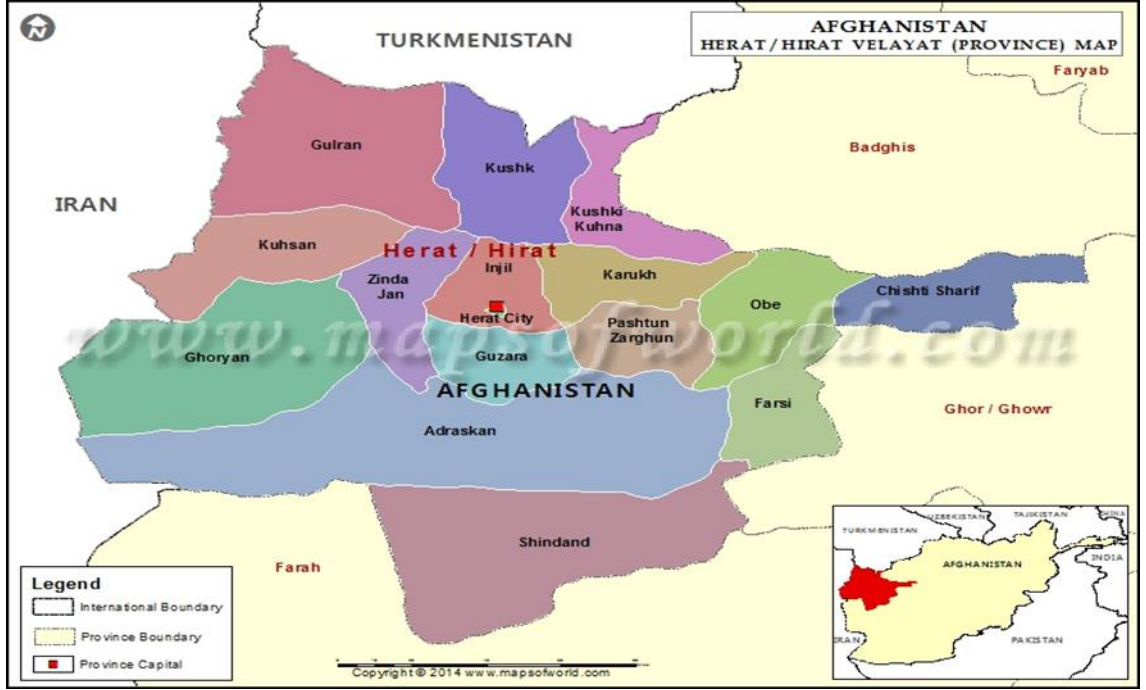 N
TURKMENISTAN
AFGHANISTAN
HERAT / HIRAT VELAYAT (PROVINCE) MAP
Faryab
Gulran
Kushk
Badghis
IRAN
Kushki
Kuhna
Kuhsan
Herat / Hirat
Injil
Zinda
Jan
Karukh
Chishti Sharif
Obe
Herat City
Pashtun
Zarghun
www.mapsofworld.com
Ghoryan
Guzara
AFGHANISTAN
Farsi
Ghor / Ghowr
Adraskan
Shindand
Farah
Legend
International Boundary
Province Boundary
Province Capital
Copyright © 2014 www.mapsofworld.com
UZBEKISTAN
TAJIKISTAN
CHINA
TURKMENISTAN
INDIA
AFGHANISTAN
IRAN
PAKISTAN